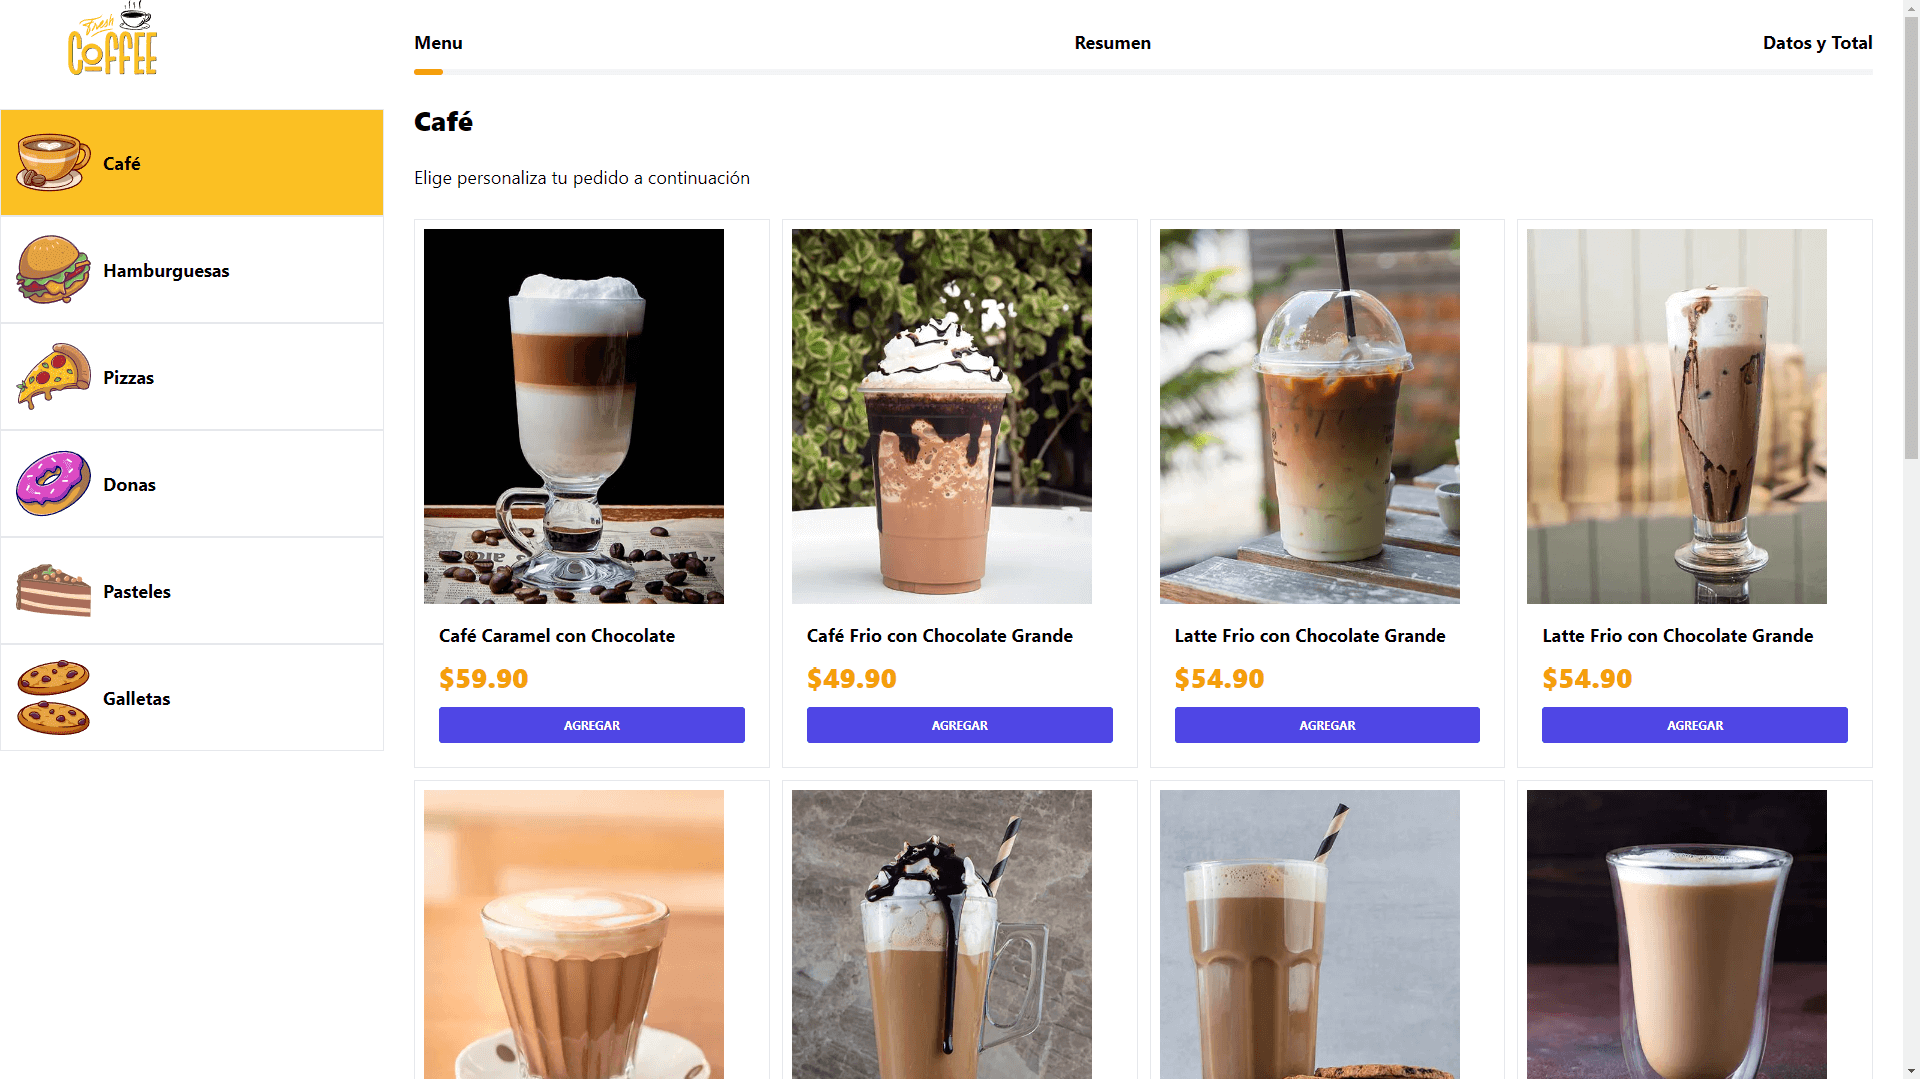 Fresh
COFFEE
Menu
Resumen
Datos y Total
Café
Hamburguesas
Pizzas
Donas
Pasteles
Galletas
Café
Elige personaliza tu pedido a continuación
Café Caramel con Chocolate
$59.90
AGREGAR
Café Frio con Chocolate Grande
$49.90
AGREGAR
Latte Frio con Chocolate Grande
$54.90
AGREGAR
Latte Frio con Chocolate Grande
$54.90
AGREGAR